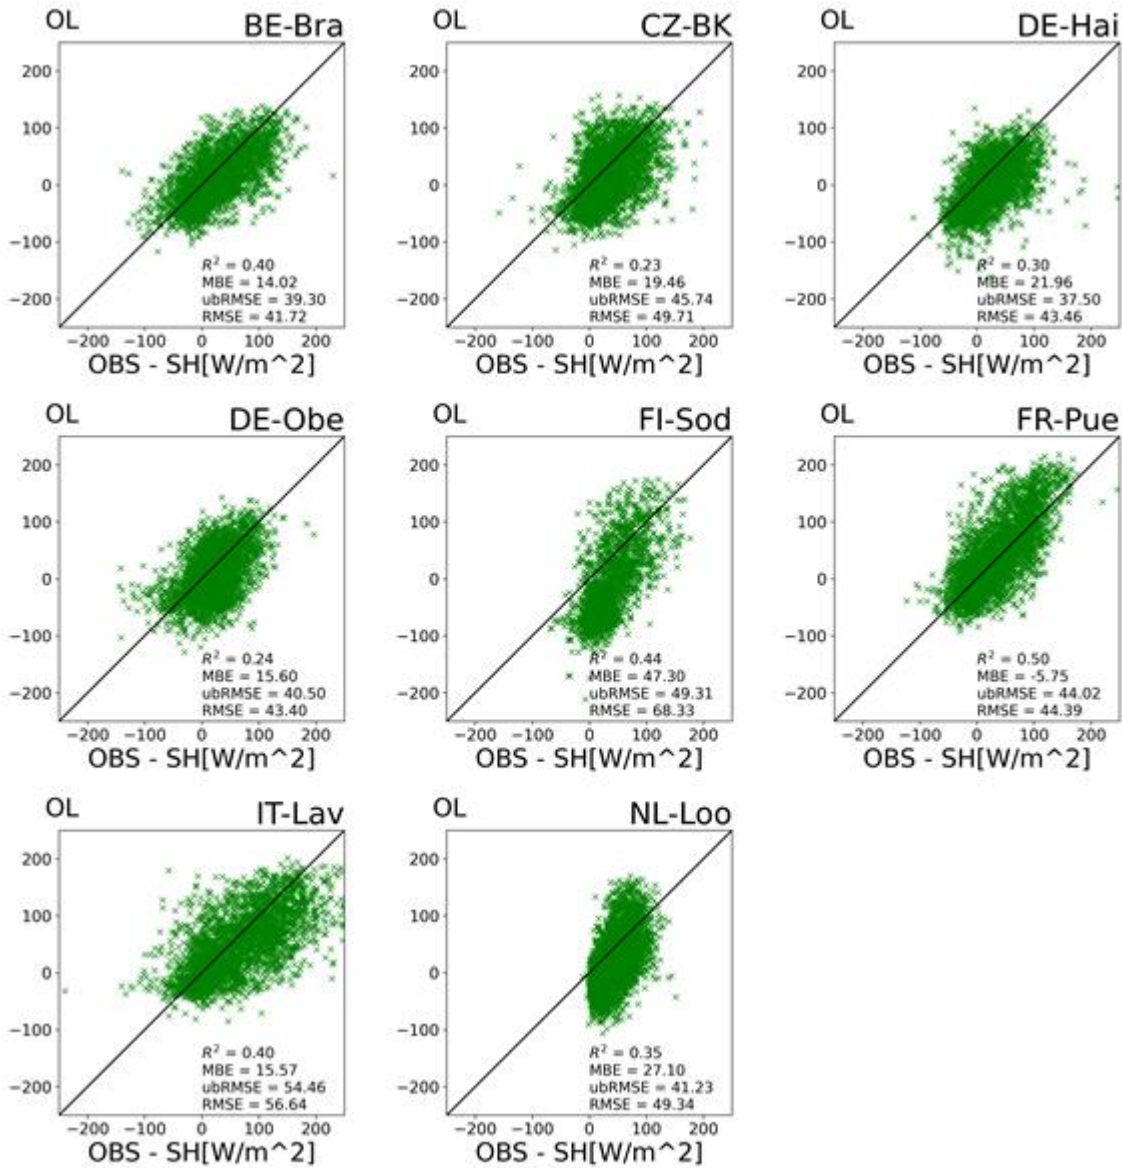 OL BE-Bra
200
100
0
−100
−200
R² = 0.40
MBE = 14.02
ubRMSE = 39.30
RMSE = 41.72
−200 −100 0 100 200
OBS - SH[W/m^2]
OL CZ-BK
200
100
0
−100
−200
R² = 0.23
MBE = 19.46
ubRMSE = 45.74
RMSE = 49.71
−200 −100 0 100 200
OBS - SH[W/m^2]
OL DE-Hai
200
100
0
−100
−200
R² = 0.30
MBE = 21.96
ubRMSE = 37.50
RMSE = 43.46
−200 −100 0 100 200
OBS - SH[W/m^2]
OL DE-Obe
200
100
0
−100
−200
R² = 0.24
MBE = 15.60
ubRMSE = 40.50
RMSE = 43.40
−200 −100 0 100 200
OBS - SH[W/m^2]
OL FI-Sod
200
100
0
−100
−200
R² = 0.44
MBE = 47.30
ubRMSE = 49.31
RMSE = 68.33
−200 −100 0 100 200
OBS - SH[W/m^2]
OL FR-Pue
200
100
0
−100
−200
R² = 0.50
MBE = -5.75
ubRMSE = 44.02
RMSE = 44.39
−200 −100 0 100 200
OBS - SH[W/m^2]
OL IT-Lav
200
100
0
−100
−200
R² = 0.40
MBE = 15.57
ubRMSE = 54.46
RMSE = 56.64
−200 −100 0 100 200
OBS - SH[W/m^2]
OL NL-Loo
200
100
0
−100
−200
R² = 0.35
MBE = 27.10
ubRMSE = 41.23
RMSE = 49.34
−200 −100 0 100 200
OBS - SH[W/m^2]